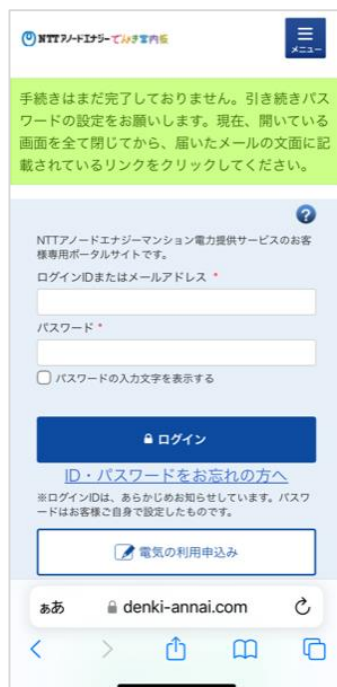 NTTアノードエナジーでんき案内板
メニュー
手続きはまだ完了しておりません。引き続きパス
ワードの設定をお願いします。現在、開いている
画面を全て閉じてから、届いたメールの文面に記
載されているリンクをクリックしてください。
?
NTTアノードエナジーマンション電力提供サービスのお客
様専用ポータルサイトです。
ログインIDまたはメールアドレス *
パスワード *
パスワードの入力文字を表示する
ログイン
ID・パスワードをお忘れの方へ
※ログインIDは、あらかじめお知らせしています。パスワ
ードはお客様ご自身で設定したものです。
電気の利用申込み
ああ denki-annai.com